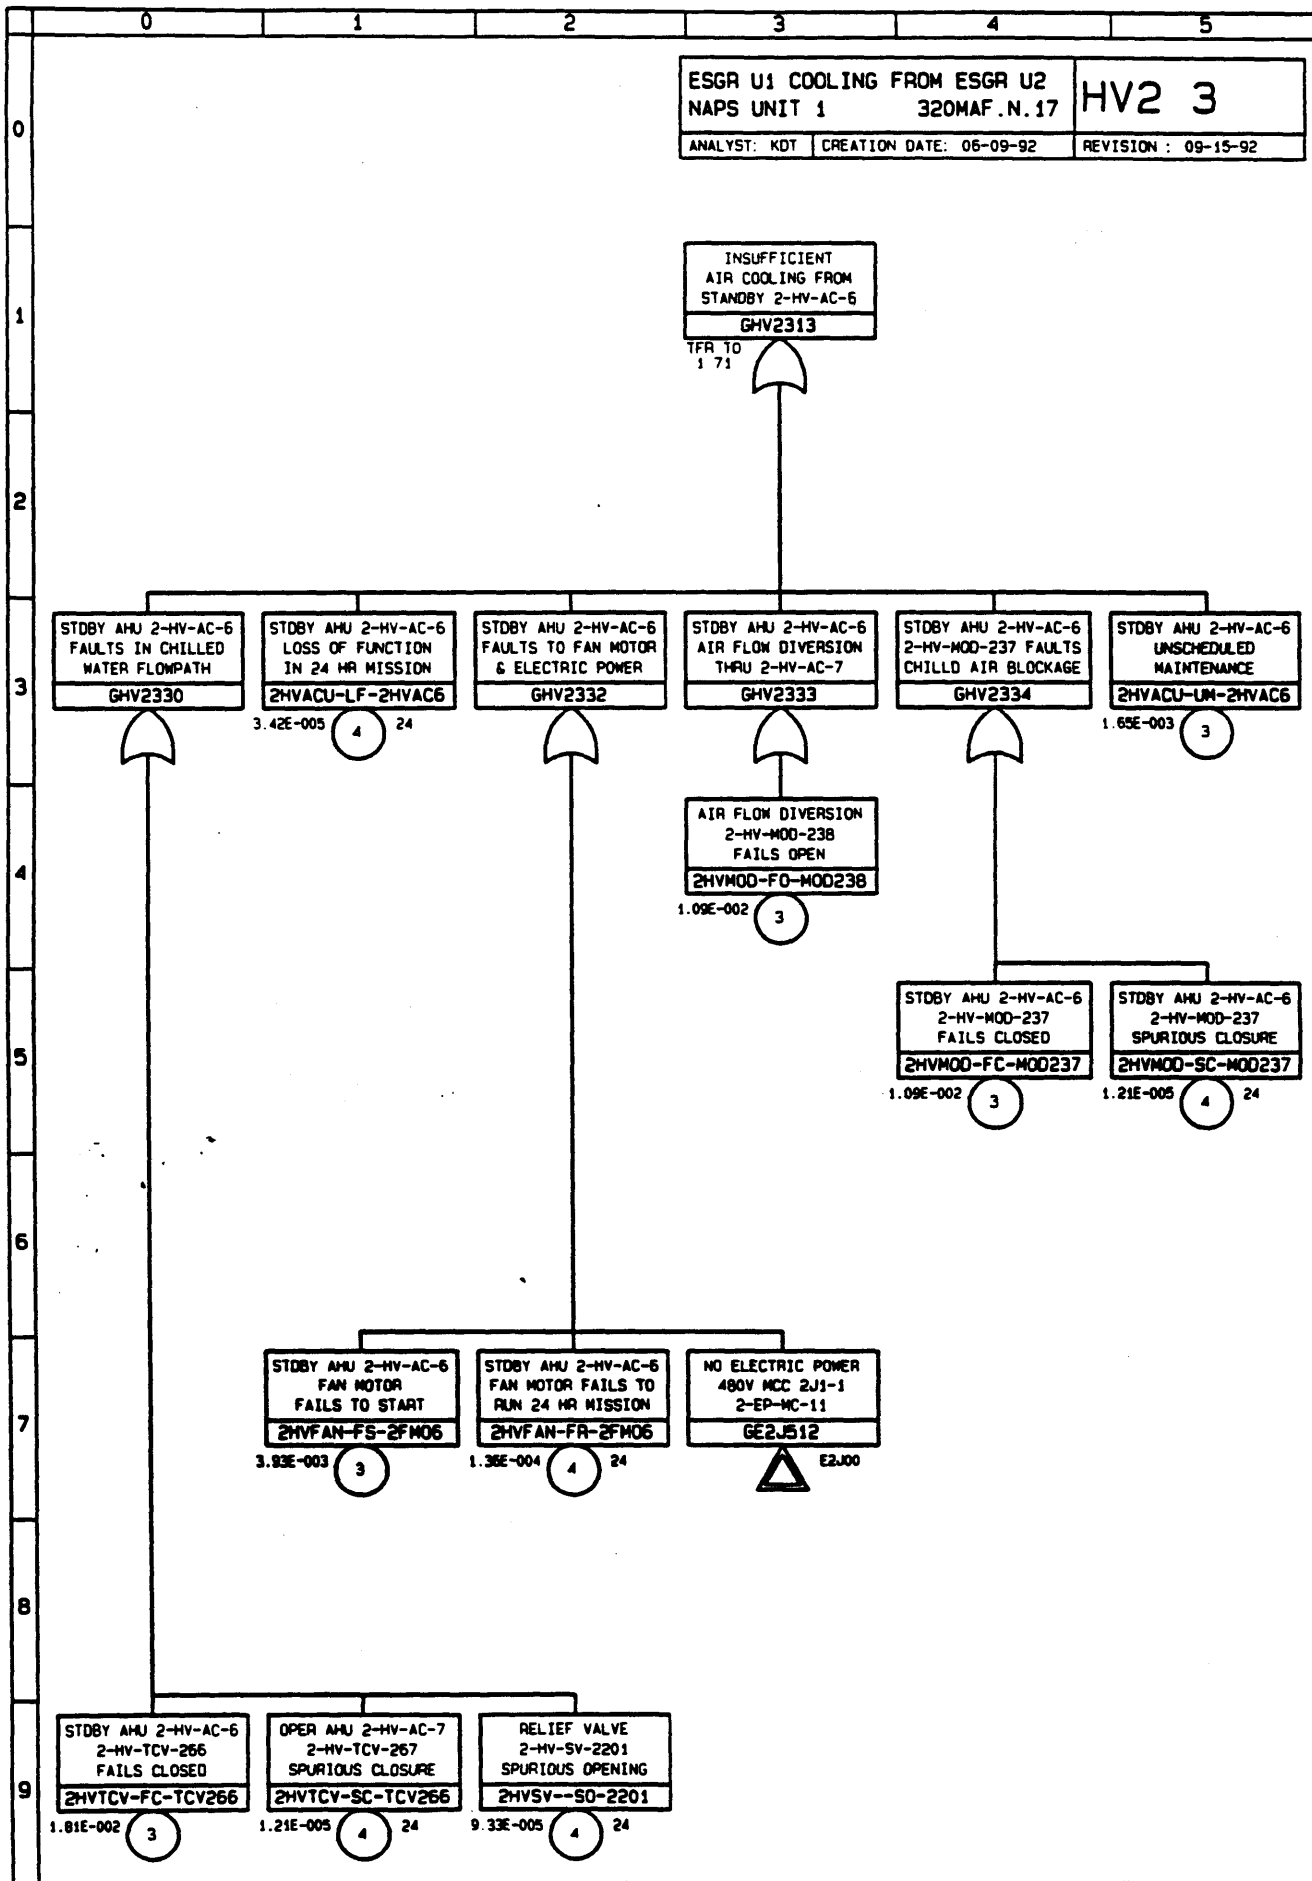 0 1 2 3 4 5
ESGR U1 COOLING FROM ESGR U2
NAPS UNIT 1 320MAF.N.17
HV2 3
ANALYST: KDT CREATION DATE: 06-09-92 REVISION : 09-15-92
0
INSUFFICIENT
AIR COOLING FROM
STANDBY 2-HV-AC-6
GHV2313
TFR TO
1 71
1
2
3
STDBY AHU 2-HV-AC-6
FAULTS IN CHILLED
WATER FLOWPATH
GHV2330
STDBY AHU 2-HV-AC-6
LOSS OF FUNCTION
IN 24 HR MISSION
2HVACU-LF-2HVAC6
3.42E-005 4 24
STDBY AHU 2-HV-AC-6
FAULTS TO FAN MOTOR
& ELECTRIC POWER
GHV2332
STDBY AHU 2-HV-AC-6
AIR FLOW DIVERSION
THRU 2-HV-AC-7
GHV2333
STDBY AHU 2-HV-AC-6
2-HV-MOD-237 FAULTS
CHILLD AIR BLOCKAGE
GHV2334
STDBY AHU 2-HV-AC-6
UNSCHEDULED
MAINTENANCE
2HVACU-UM-2HVAC6
1.65E-003 3
4
AIR FLOW DIVERSION
2-HV-MOD-238
FAILS OPEN
2HVMOD-FO-MOD238
1.09E-002 3
5
STDBY AHU 2-HV-AC-6
2-HV-MOD-237
FAILS CLOSED
2HVMOD-FC-MOD237
1.09E-002 3
STDBY AHU 2-HV-AC-6
2-HV-MOD-237
SPURIOUS CLOSURE
2HVMOD-SC-MOD237
1.21E-005 4 24
6
7
STDBY AHU 2-HV-AC-6
FAN MOTOR
FAILS TO START
2HVFAN-FS-2FM06
3.93E-003 3
STDBY AHU 2-HV-AC-6
FAN MOTOR FAILS TO
RUN 24 HR MISSION
2HVFAN-FR-2FM06
1.36E-004 4 24
NO ELECTRIC POWER
480V MCC 2J1-1
2-EP-MC-11
GE2J512
E2J00
8
9
STDBY AHU 2-HV-AC-6
2-HV-TCV-266
FAILS CLOSED
2HVTCV-FC-TCV266
1.81E-002 3
OPER AHU 2-HV-AC-7
2-HV-TCV-267
SPURIOUS CLOSURE
2HVTCV-SC-TCV266
1.21E-005 4 24
RELIEF VALVE
2-HV-SV-2201
SPURIOUS OPENING
2HVSV--SO-2201
9.33E-005 4 24